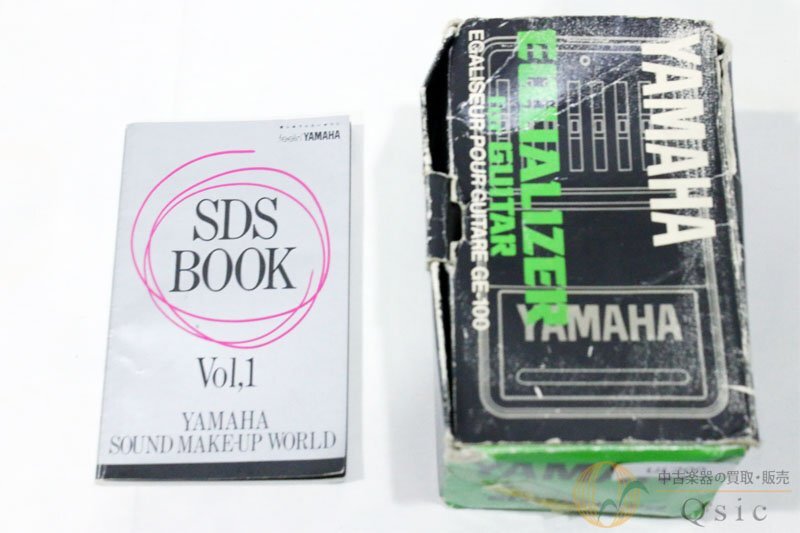 feelin' YAMAHA
SDS
BOOK
Vol,1
YAMAHA
SOUND MAKE-UP WORLD
YAMAHA
EQUALIZER
for GUITAR
EGALISEUR POUR GUITARE GE-100
YAMAHA
YAMA
中古楽器の買取・販売
Qsic